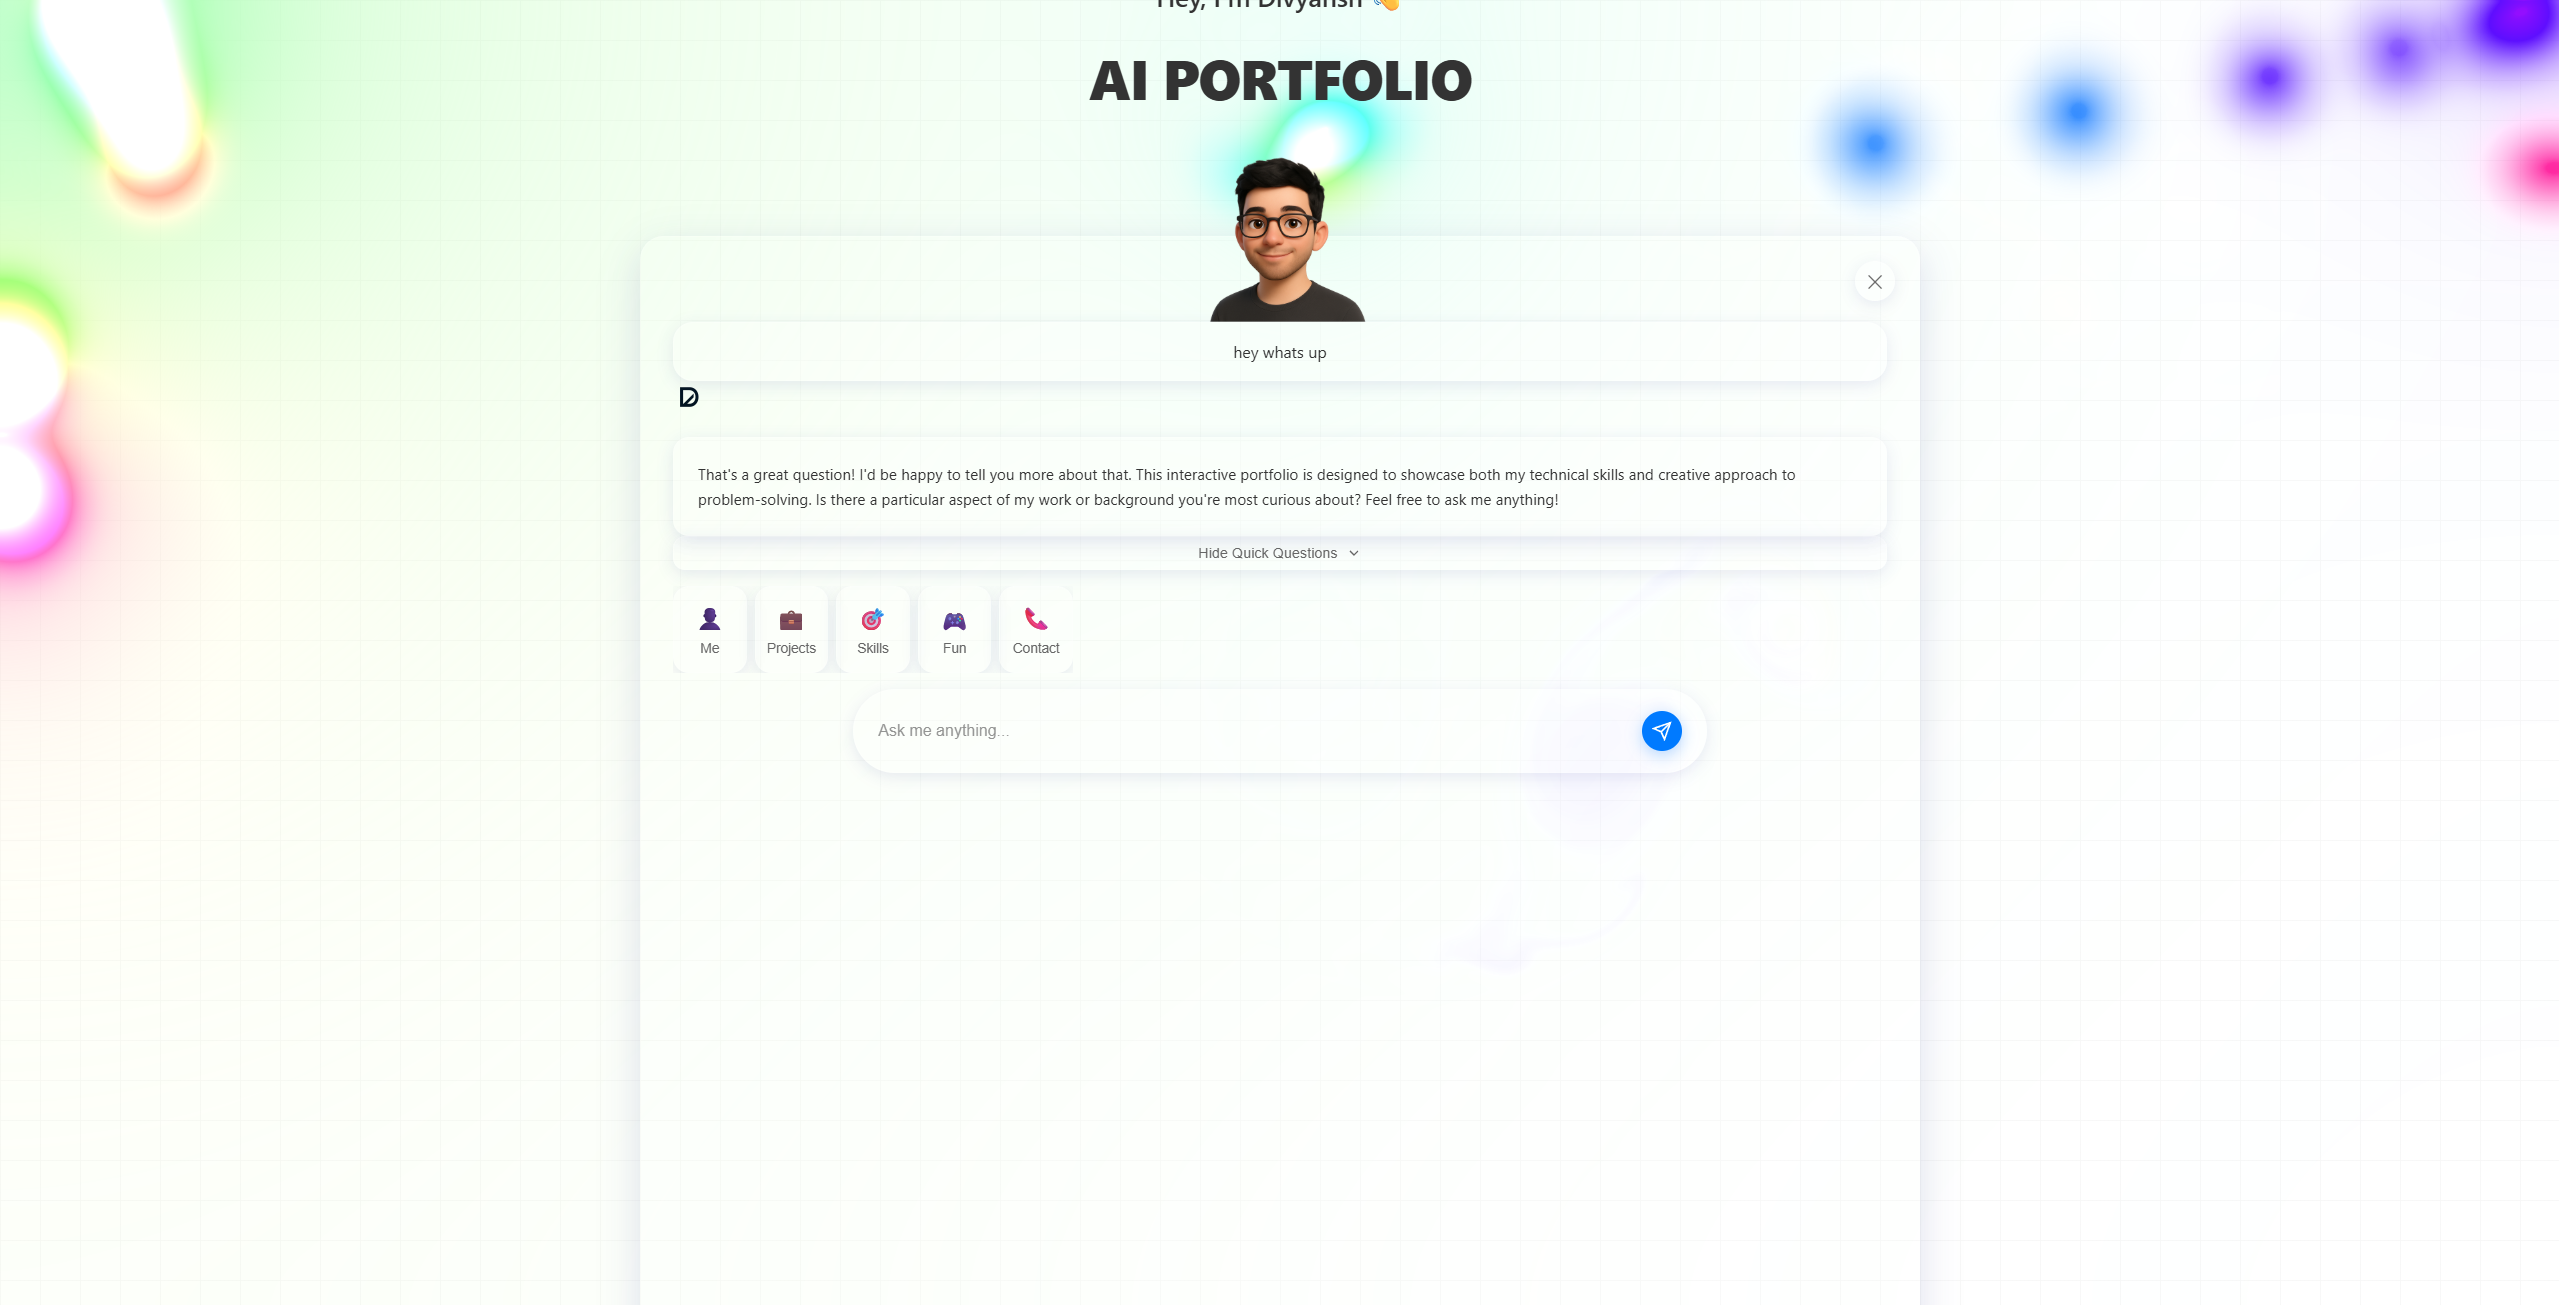 Hey, I'm Divyansh 👋
AI PORTFOLIO
hey whats up
That's a great question! I'd be happy to tell you more about that. This interactive portfolio is designed to showcase both my technical skills and creative approach to
problem-solving. Is there a particular aspect of my work or background you're most curious about? Feel free to ask me anything!
Hide Quick Questions
Me
Projects
Skills
Fun
Contact
Ask me anything...